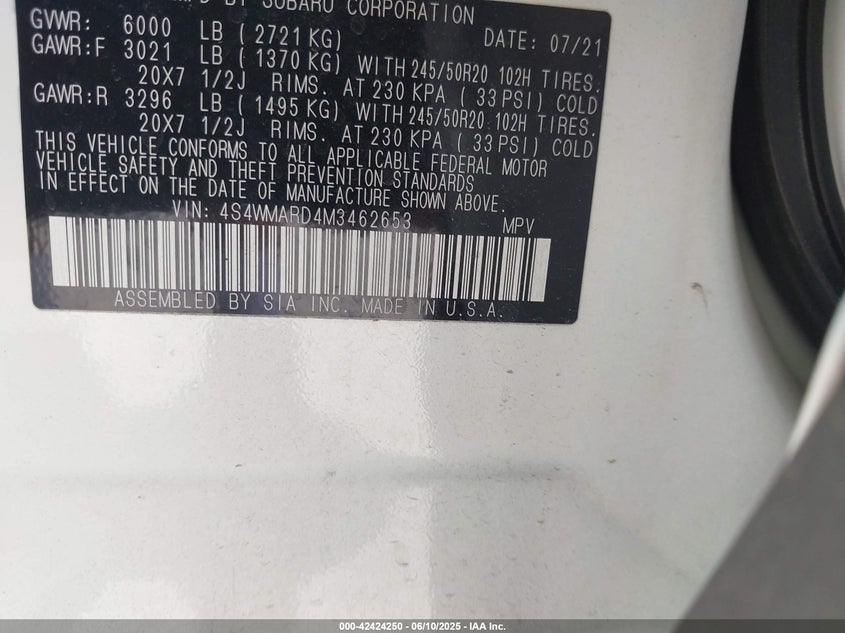 BY SUBARU CORPORATION
GVWR: 6000 LB ( 2721 KG) DATE: 07/21
GAWR:F 3021 LB ( 1370 KG) WITH 245/50R20 102H TIRES.
20X7 1/2J RIMS. AT 230 KPA ( 33 PSI) COLD
GAWR:R 3296 LB ( 1495 KG) WITH 245/50R20 102H TIRES.
20X7 1/2J RIMS. AT 230 KPA ( 33 PSI) COLD
THIS VEHICLE CONFORMS TO ALL APPLICABLE FEDERAL MOTOR
VEHICLE SAFETY AND THEFT PREVENTION STANDARDS
IN EFFECT ON THE DATE OF MANUFACTURE SHOWN ABOVE.
VIN: 4S4WMARD4M3462653 MPV
ASSEMBLED BY SIA INC. MADE IN U.S.A.
000-42424250 - 06/10/2025 - IAA Inc.